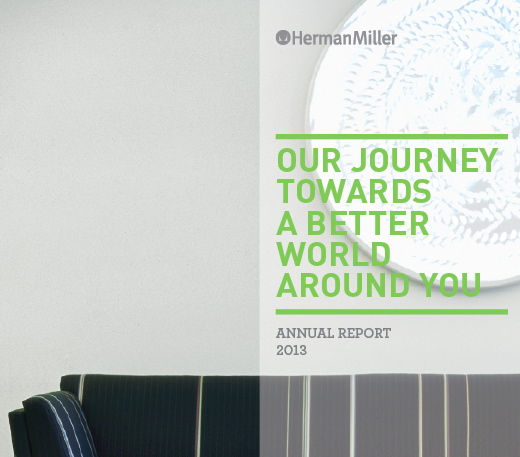 HermanMiller
OUR JOURNEY
TOWARDS
A BETTER
WORLD
AROUND YOU
ANNUAL REPORT
2013